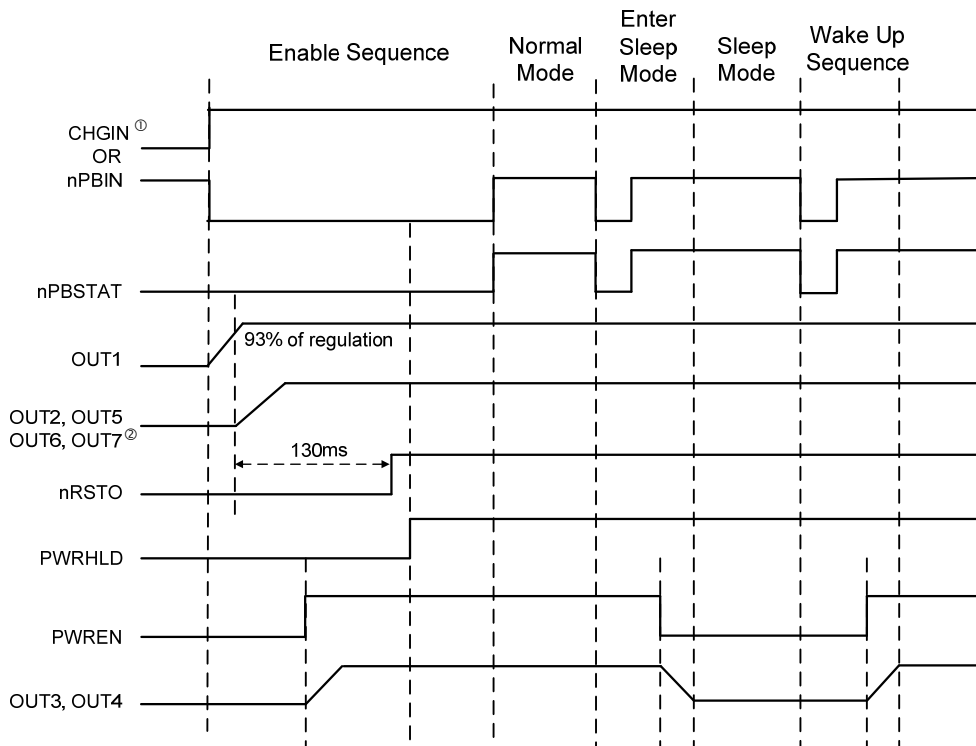 Enable Sequence
Normal
Mode
Enter
Sleep
Mode
Sleep
Mode
Wake Up
Sequence
CHGIN ①
OR
nPBIN
nPBSTAT
93% of regulation
OUT1
OUT2, OUT5
OUT6, OUT7②
130ms
nRSTO
PWRHLD
PWREN
OUT3, OUT4